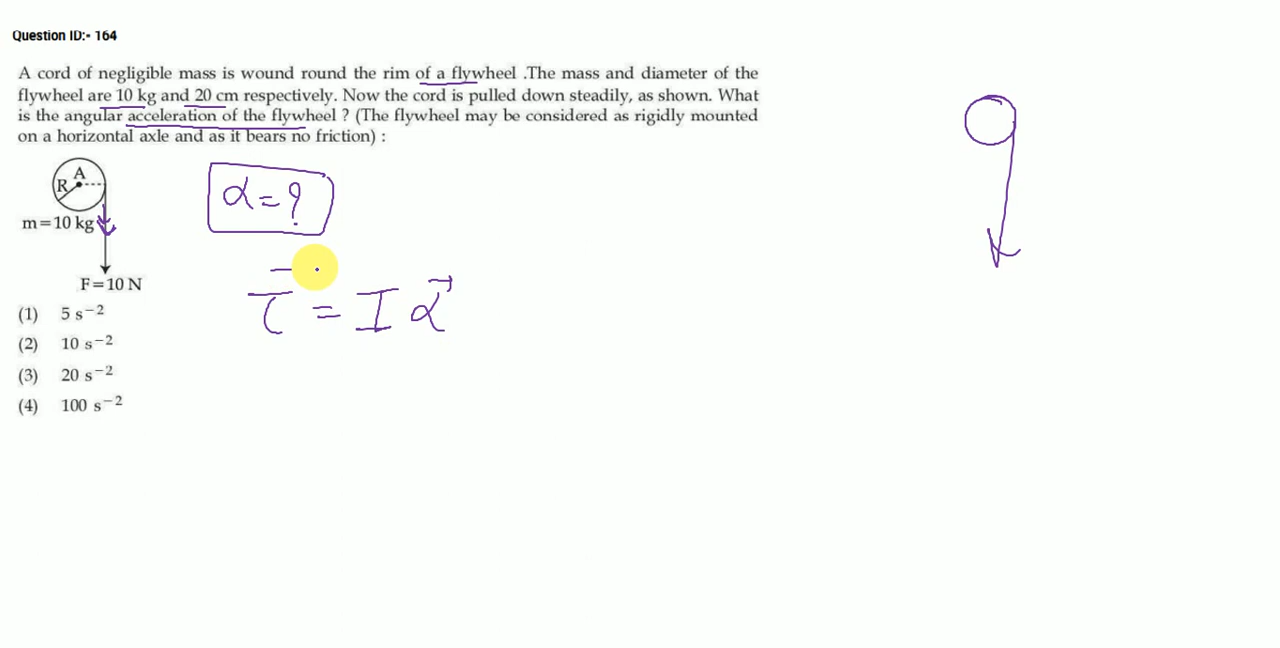 Question ID:- 164
A cord of negligible mass is wound round the rim of a flywheel .The mass and diameter of the
flywheel are 10 kg and 20 cm respectively. Now the cord is pulled down steadily, as shown. What
is the angular acceleration of the flywheel ? (The flywheel may be considered as rigidly mounted
on a horizontal axle and as it bears no friction) :
A
R
m=10 kg
F=10 N
α = ?
τ = I α⃗
(1) 5 s⁻²
(2) 10 s⁻²
(3) 20 s⁻²
(4) 100 s⁻²